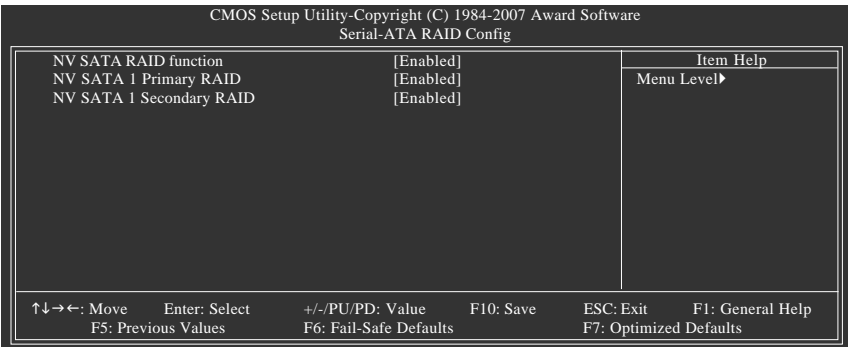 CMOS Setup Utility-Copyright (C) 1984-2007 Award Software
Serial-ATA RAID Config
NV SATA RAID function [Enabled]
NV SATA 1 Primary RAID [Enabled]
NV SATA 1 Secondary RAID [Enabled]
Item Help
Menu Level▶
↑↓→←: Move Enter: Select +/-/PU/PD: Value F10: Save ESC: Exit F1: General Help
F5: Previous Values F6: Fail-Safe Defaults F7: Optimized Defaults